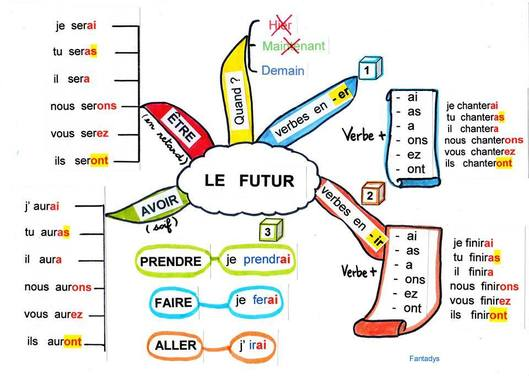 je serai
tu seras
il sera
nous serons
vous serez
ils seront
ÊTRE
(en retard)
Quand ?
Hier
Maintenant
Demain
verbes en -er
1
Verbe +
- ai
- as
- a
- ons
- ez
- ont
je chanterai
tu chanteras
il chantera
nous chanterons
vous chanterez
ils chanteront
LE FUTUR
AVOIR
(soif)
j' aurai
tu auras
il aura
nous aurons
vous aurez
ils auront
verbes en -ir
2
Verbe +
- ai
- as
- a
- ons
- ez
- ont
je finirai
tu finiras
il finira
nous finirons
vous finirez
ils finiront
3
PRENDRE
je prendrai
FAIRE
je ferai
ALLER
j' irai
Fantadys